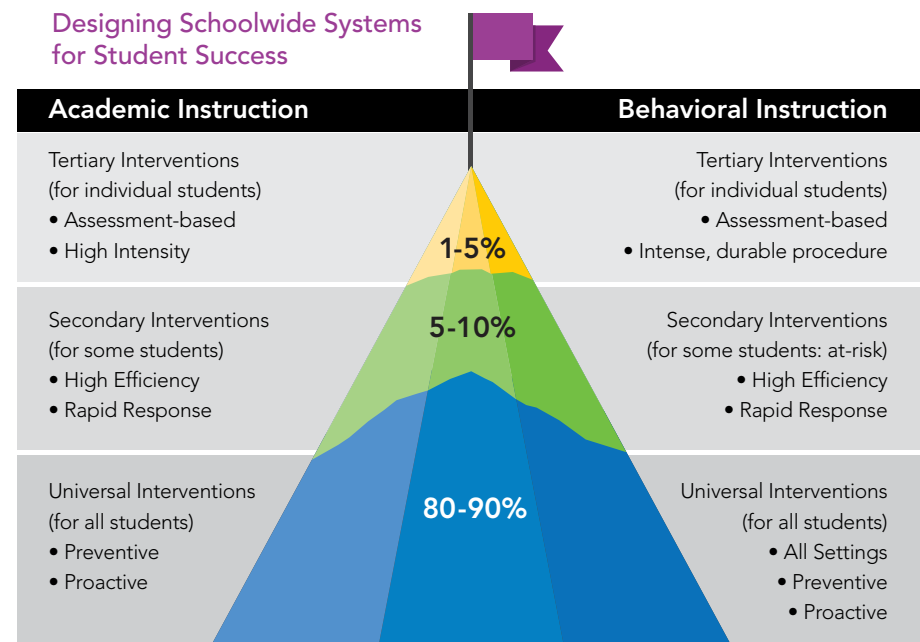 Designing Schoolwide Systems
for Student Success
Academic Instruction
Behavioral Instruction
Tertiary Interventions
(for individual students)
• Assessment-based
• High Intensity
1-5%
Tertiary Interventions
(for individual students)
• Assessment-based
• Intense, durable procedure
Secondary Interventions
(for some students)
• High Efficiency
• Rapid Response
5-10%
Secondary Interventions
(for some students: at-risk)
• High Efficiency
• Rapid Response
Universal Interventions
(for all students)
• Preventive
• Proactive
80-90%
Universal Interventions
(for all students)
• All Settings
• Preventive
• Proactive